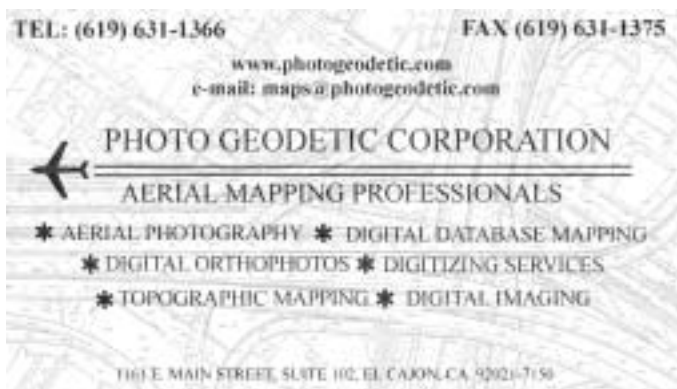 TEL: (619) 631-1366 FAX (619) 631-1375
www.photogeodetic.com
e-mail: maps@photogeodetic.com
PHOTO GEODETIC CORPORATION
AERIAL MAPPING PROFESSIONALS
✱ AERIAL PHOTOGRAPHY ✱ DIGITAL DATABASE MAPPING
✱ DIGITAL ORTHOPHOTOS ✱ DIGITIZING SERVICES
✱ TOPOGRAPHIC MAPPING ✱ DIGITAL IMAGING
E. MAIN STREET, SUITE 102, EL CAJON, CA 92021-7150